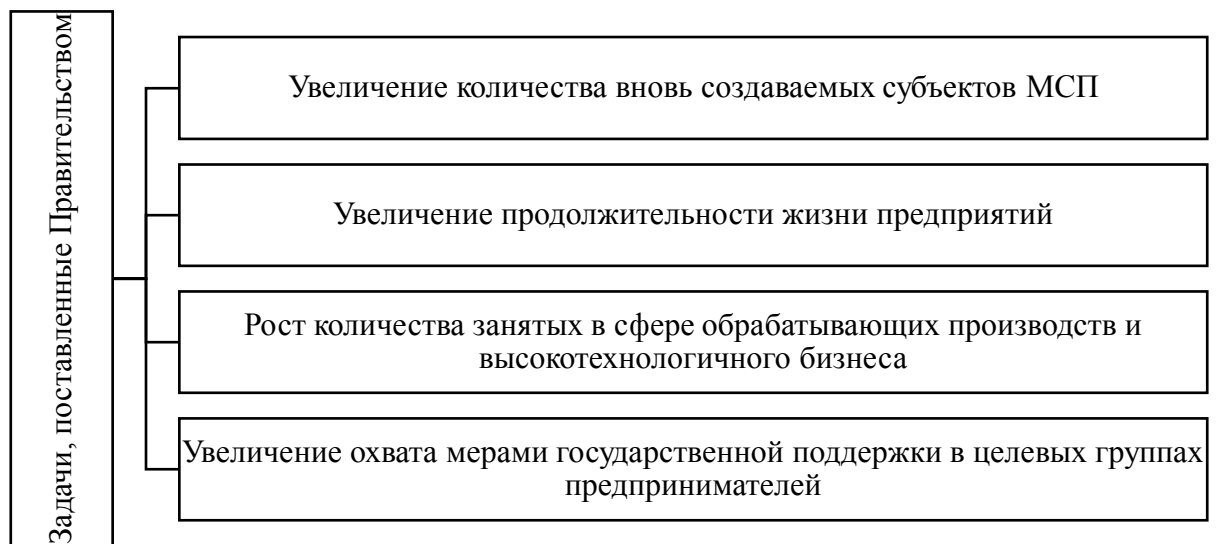 Задачи, поставленные Правительством
Увеличение количества вновь создаваемых субъектов МСП
Увеличение продолжительности жизни предприятий
Рост количества занятых в сфере обрабатывающих производств и
высокотехнологичного бизнеса
Увеличение охвата мерами государственной поддержки в целевых группах
предпринимателей